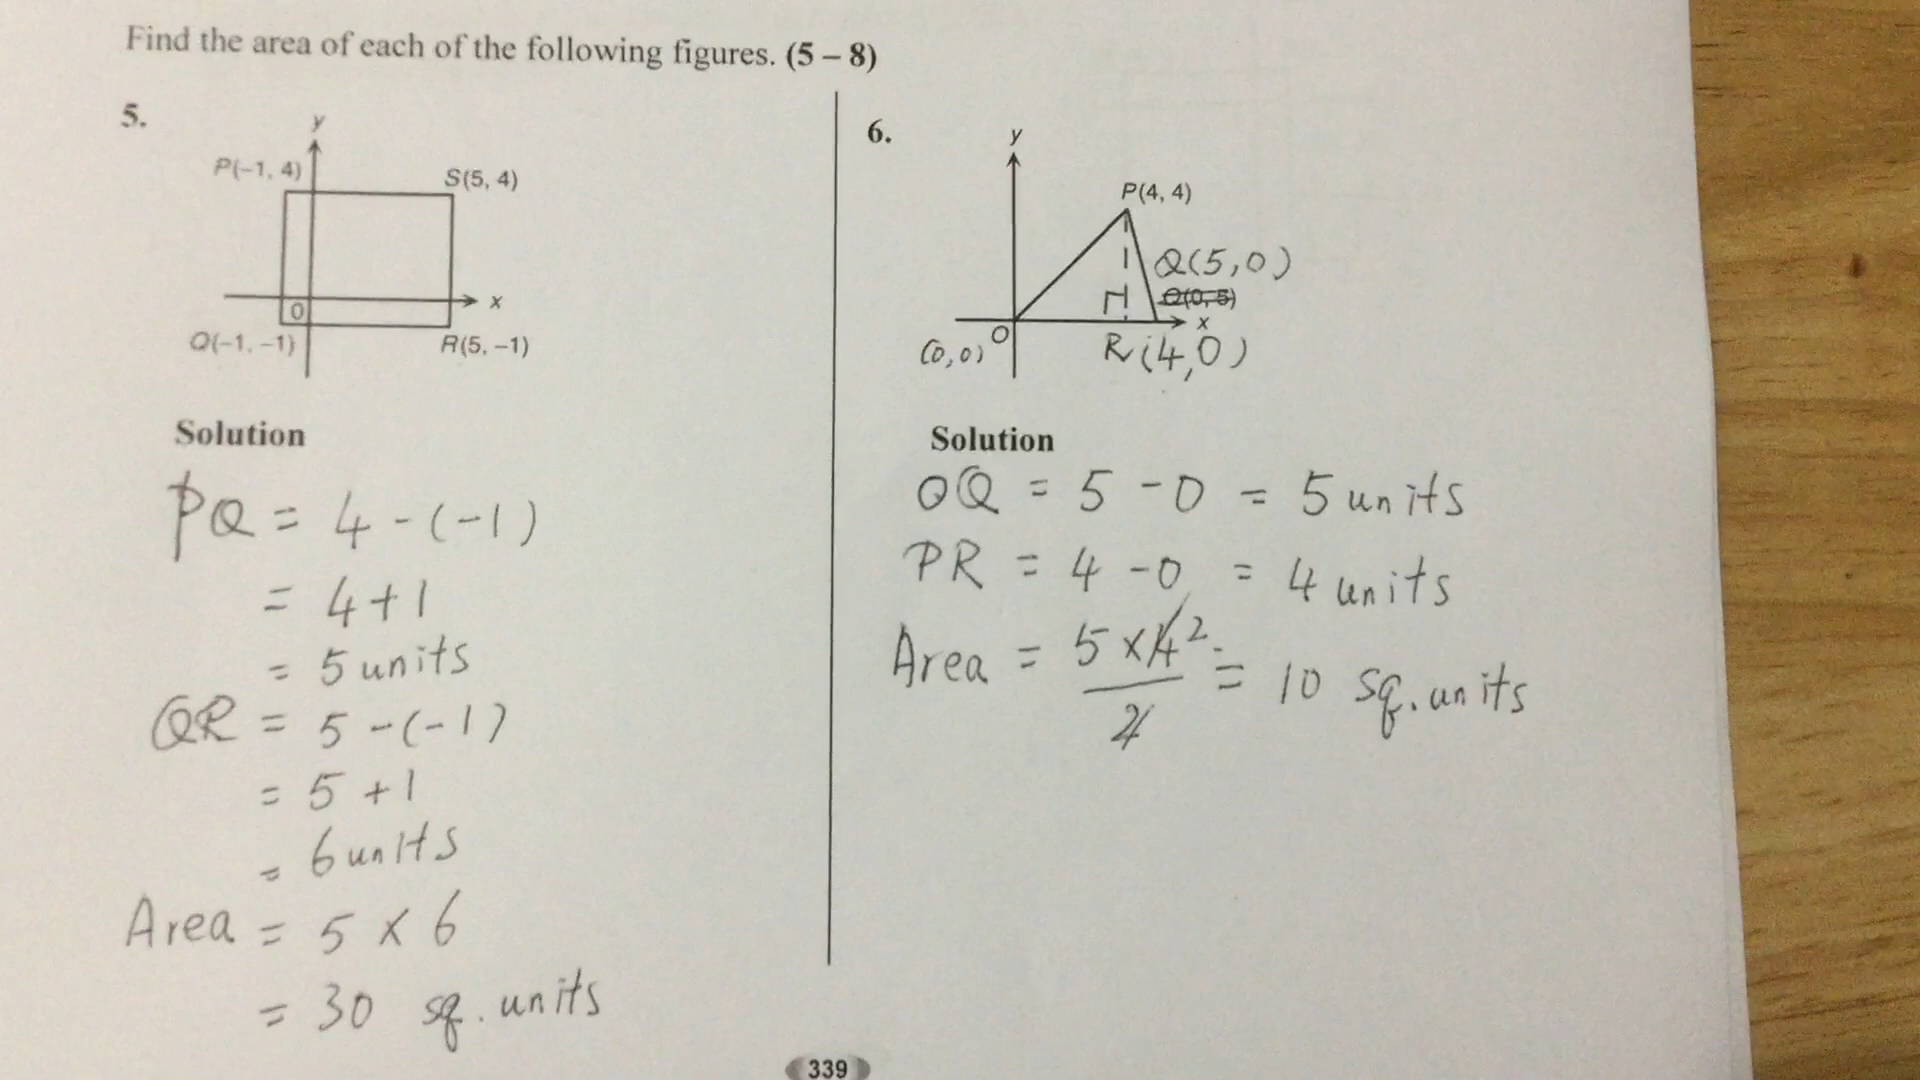 Find the area of each of the following figures. (5 – 8)
5.
y
P(–1, 4)
S(5, 4)
x
O
Q(–1, –1)
R(5, –1)
Solution
PQ = 4 - (-1)
= 4 + 1
= 5 units
QR = 5 - (-1)
= 5 + 1
= 6 units
Area = 5 × 6
= 30 sq. units
6.
y
P(4, 4)
Q(5, 0)
Q(0, 5)
x
O
(0, 0)
R(4, 0)
Solution
OQ = 5 - 0 = 5 units
PR = 4 - 0 = 4 units
Area = 5 × 4 2 / 2 = 10 sq. units
339